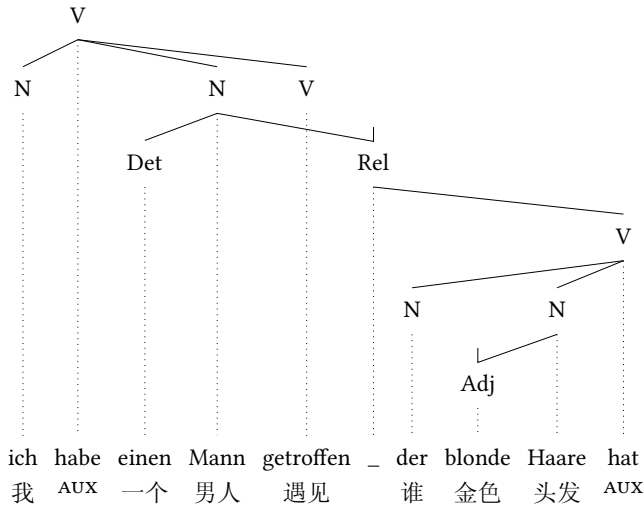 V
N N V
Det Rel
V
N N
Adj
ich habe einen Mann getroffen _ der blonde Haare hat
我 AUX 一个 男人 遇见 谁 金色 头发 AUX